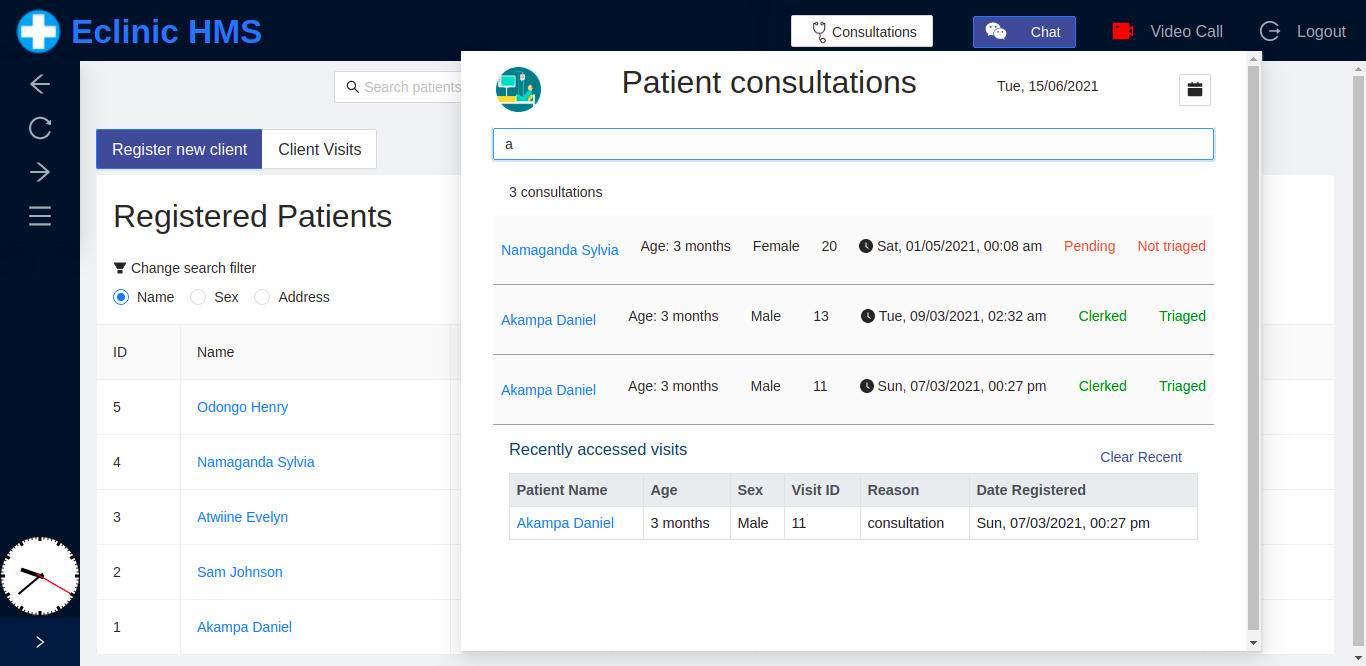 Eclinic HMS
Consultations
Chat
Video Call
Logout
Search patients
Register new client
Client Visits
Registered Patients
Change search filter
Name Sex Address
ID Name
5 Odongo Henry
4 Namaganda Sylvia
3 Atwiine Evelyn
2 Sam Johnson
1 Akampa Daniel
Patient consultations
Tue, 15/06/2021
a
3 consultations
Namaganda Sylvia Age: 3 months Female 20 Sat, 01/05/2021, 00:08 am Pending Not triaged
Akampa Daniel Age: 3 months Male 13 Tue, 09/03/2021, 02:32 am Clerked Triaged
Akampa Daniel Age: 3 months Male 11 Sun, 07/03/2021, 00:27 pm Clerked Triaged
Recently accessed visits
Clear Recent
Patient Name Age Sex Visit ID Reason Date Registered
Akampa Daniel 3 months Male 11 consultation Sun, 07/03/2021, 00:27 pm